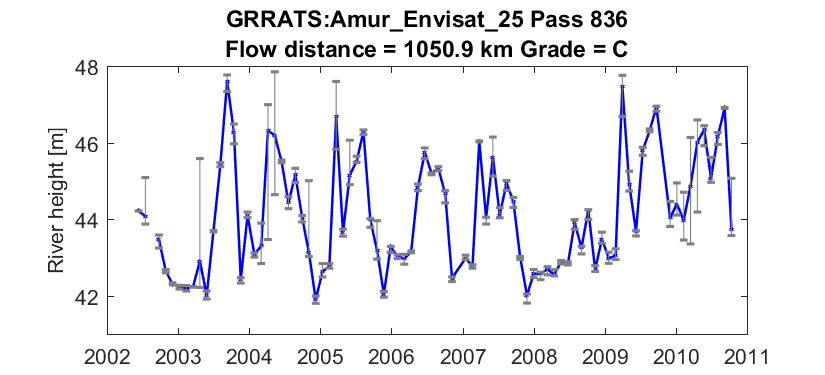 GRRATS:Amur_Envisat_25 Pass 836
Flow distance = 1050.9 km Grade = C
River height [m]
48
46
44
42
2002 2003 2004 2005 2006 2007 2008 2009 2010 2011